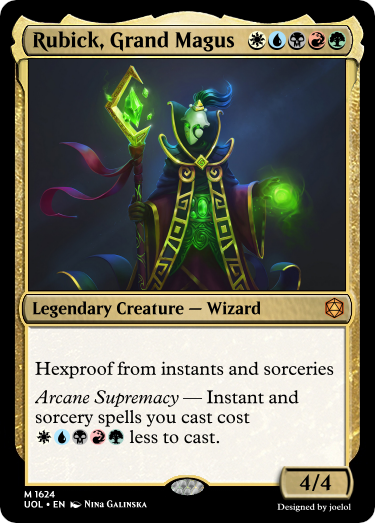 Rubick, Grand Magus
Legendary Creature — Wizard
Hexproof from instants and sorceries
Arcane Supremacy — Instant and
sorcery spells you cast cost
less to cast.
4/4
M 1624
UOL • EN Nina Galinska
Designed by joelol